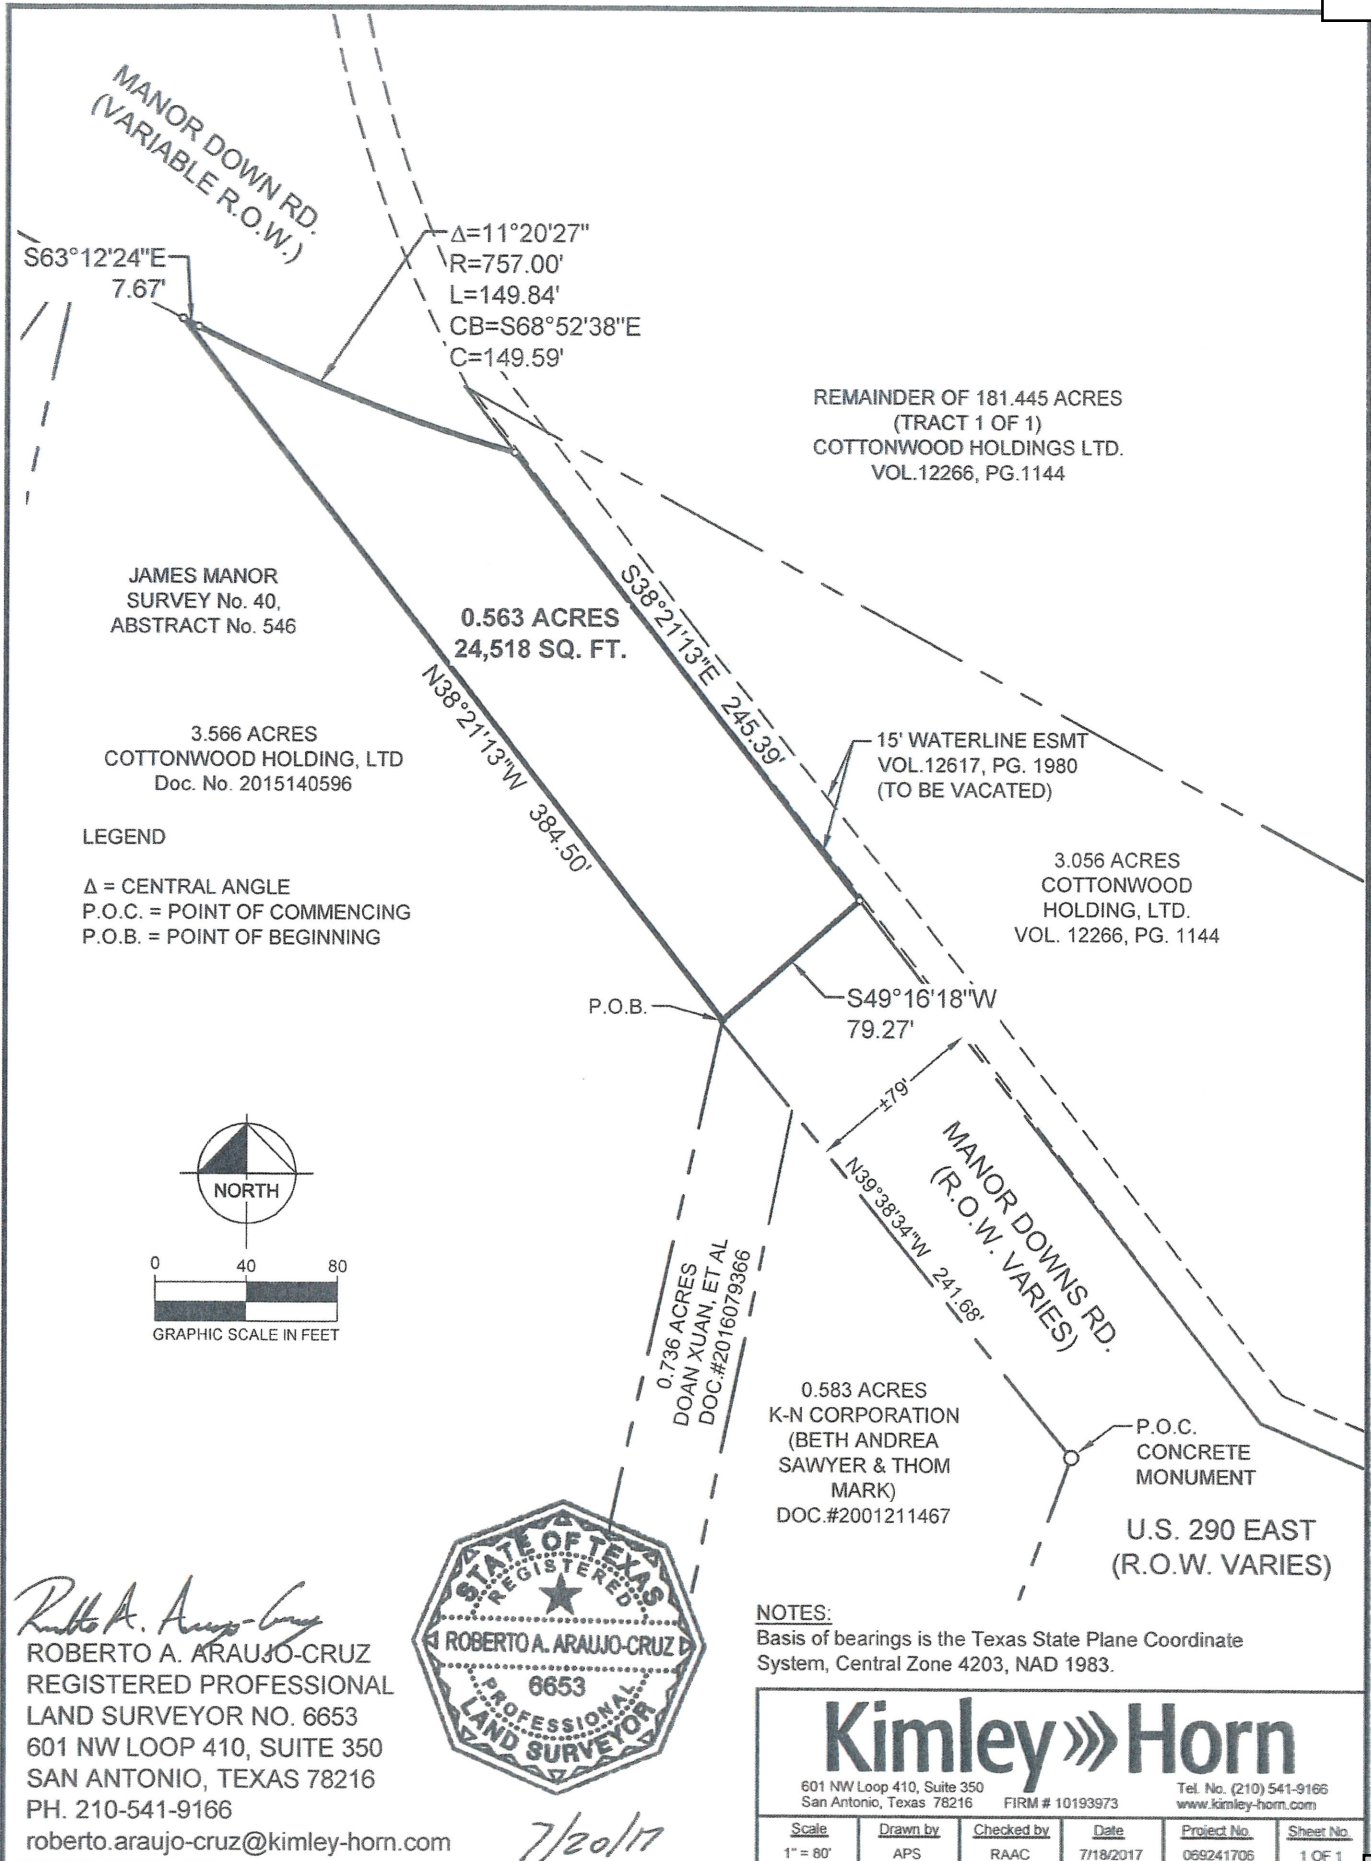 MANOR DOWN RD.
(VARIABLE R.O.W.)
S63°12'24"E
7.67'
Δ=11°20'27"
R=757.00'
L=149.84'
CB=S68°52'38"E
C=149.59'
REMAINDER OF 181.445 ACRES
(TRACT 1 OF 1)
COTTONWOOD HOLDINGS LTD.
VOL.12266, PG.1144
JAMES MANOR
SURVEY No. 40,
ABSTRACT No. 546
0.563 ACRES
24,518 SQ. FT.
S38°21'13"E 245.39'
N38°21'13"W 384.50'
3.566 ACRES
COTTONWOOD HOLDING, LTD
Doc. No. 2015140596
15' WATERLINE ESMT
VOL.12617, PG. 1980
(TO BE VACATED)
LEGEND
Δ = CENTRAL ANGLE
P.O.C. = POINT OF COMMENCING
P.O.B. = POINT OF BEGINNING
3.056 ACRES
COTTONWOOD
HOLDING, LTD.
VOL. 12266, PG. 1144
P.O.B.
S49°16'18"W
79.27'
±79'
MANOR DOWNS RD.
(R.O.W. VARIES)
N39°38'34"W 241.68'
NORTH
0 40 80
GRAPHIC SCALE IN FEET
0.736 ACRES
DOAN XUAN, ET AL
DOC.#2016079366
0.583 ACRES
K-N CORPORATION
(BETH ANDREA
SAWYER & THOM
MARK)
DOC.#2001211467
P.O.C.
CONCRETE
MONUMENT
U.S. 290 EAST
(R.O.W. VARIES)
STATE OF TEXAS
REGISTERED
ROBERTO A. ARAUJO-CRUZ
6653
PROFESSIONAL
LAND SURVEYOR
ROBERTO A. ARAUJO-CRUZ
REGISTERED PROFESSIONAL
LAND SURVEYOR NO. 6653
601 NW LOOP 410, SUITE 350
SAN ANTONIO, TEXAS 78216
PH. 210-541-9166
roberto.araujo-cruz@kimley-horn.com
7/20/17
NOTES:
Basis of bearings is the Texas State Plane Coordinate
System, Central Zone 4203, NAD 1983.
Kimley»Horn
601 NW Loop 410, Suite 350
San Antonio, Texas 78216 FIRM # 10193973
Tel. No. (210) 541-9166
www.kimley-horn.com
Scale Drawn by Checked by Date Project No. Sheet No.
1" = 80' APS RAAC 7/18/2017 069241706 1 OF 1